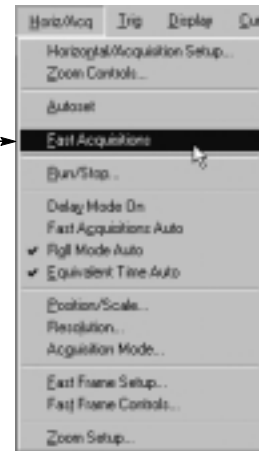 Horiz/Acq Trig Display Cur
Horizontal/Acquisition Setup...
Zoom Controls...
Autoset
Fast Acquisitions
Run/Stop...
Delay Mode On
Fast Acquisitions Auto
Roll Mode Auto
Equivalent Time Auto
Position/Scale...
Resolution...
Acquisition Mode...
Fast Frame Setup...
Fast Frame Controls...
Zoom Setup...